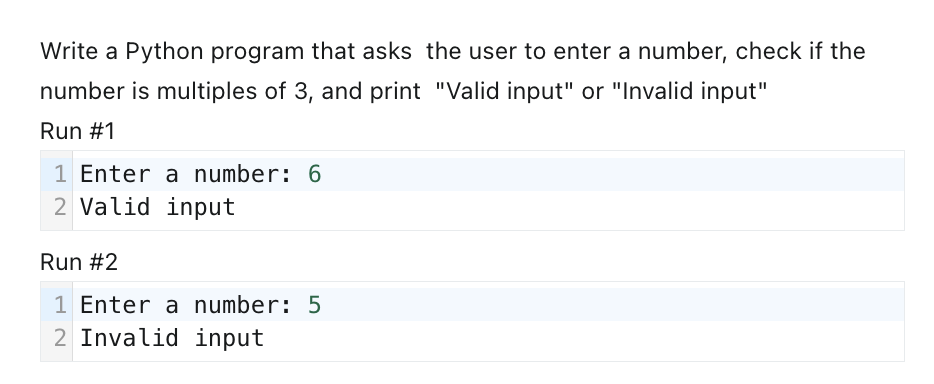 Write a Python program that asks  the user to enter a number, check if the
number is multiples of 3, and print  "Valid input" or "Invalid input"
Run #1
1 Enter a number: 6
2 Valid input
Run #2
1 Enter a number: 5
2 Invalid input